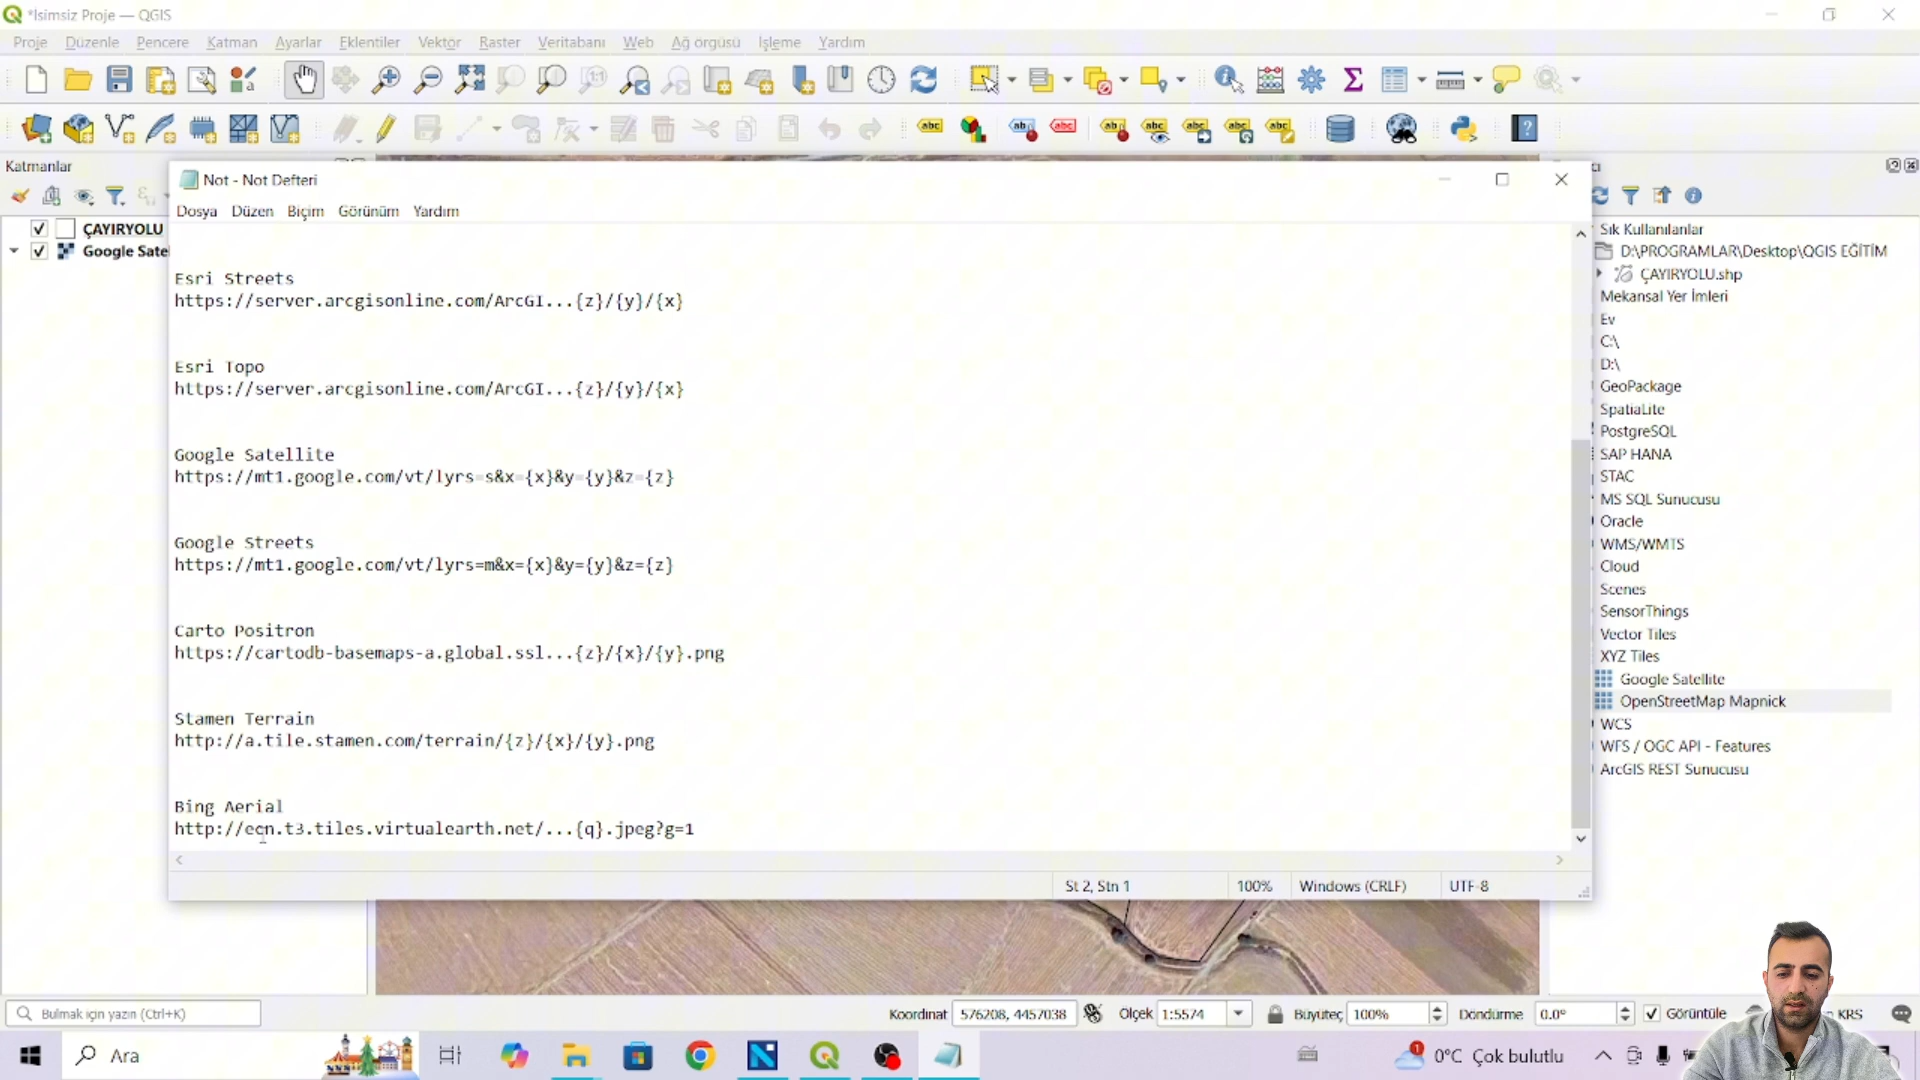 *İsimsiz Proje — QGIS
Proje Düzenle Pencere Katman Ayarlar Eklentiler Vektör Raster Veritabanı Web Ağ örgüsü İşleme Yardım
Katmanlar
ÇAYIRYOLU
Google Sate
Not - Not Defteri
Dosya Düzen Biçim Görünüm Yardım
Esri Streets
https://server.arcgisonline.com/ArcGI...{z}/{y}/{x}
Esri Topo
https://server.arcgisonline.com/ArcGI...{z}/{y}/{x}
Google Satellite
https://mt1.google.com/vt/lyrs=s&x={x}&y={y}&z={z}
Google Streets
https://mt1.google.com/vt/lyrs=m&x={x}&y={y}&z={z}
Carto Positron
https://cartodb-basemaps-a.global.ssl...{z}/{x}/{y}.png
Stamen Terrain
http://a.tile.stamen.com/terrain/{z}/{x}/{y}.png
Bing Aerial
http://ecn.t3.tiles.virtualearth.net/...{q}.jpeg?g=1
St 2, Stn 1 100% Windows (CRLF) UTF-8
Sık Kullanılanlar
D:\PROGRAMLAR\Desktop\QGIS EĞİTİM
ÇAYIRYOLU.shp
Mekansal Yer İmleri
Ev
C:\
D:\
GeoPackage
SpatiaLite
PostgreSQL
SAP HANA
STAC
MS SQL Sunucusu
Oracle
WMS/WMTS
Cloud
Scenes
SensorThings
Vector Tiles
XYZ Tiles
Google Satellite
OpenStreetMap Mapnick
WCS
WFS / OGC API - Features
ArcGIS REST Sunucusu
Bulmak için yazın (Ctrl+K)
Koordinat 576208, 4457038 Ölçek 1:5574 Büyüteç 100% Döndürme 0.0° Görüntüle KRS
Ara
0°C Çok bulutlu